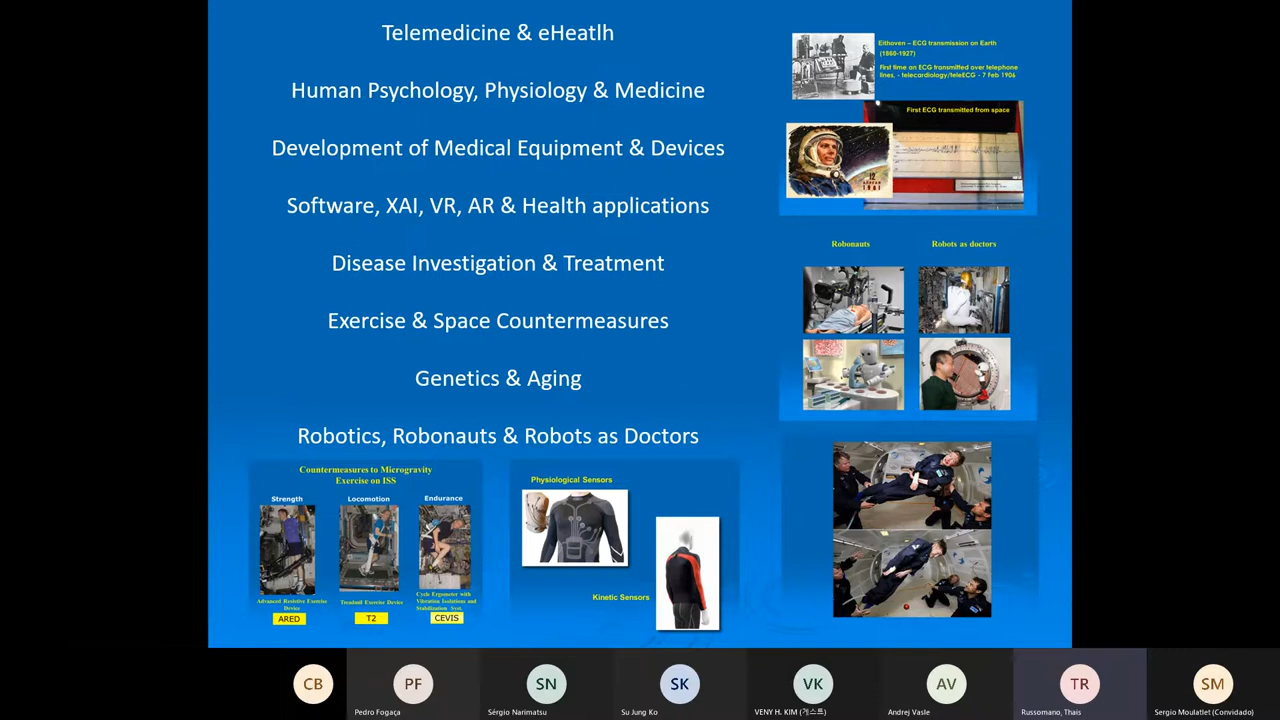 Telemedicine & eHeatlh
Human Psychology, Physiology & Medicine
Development of Medical Equipment & Devices
Software, XAI, VR, AR & Health applications
Disease Investigation & Treatment
Exercise & Space Countermeasures
Genetics & Aging
Robotics, Robonauts & Robots as Doctors
Eithoven – ECG transmission on Earth
(1860-1927)
First time an ECG transmitted over telephone
lines. - telecardiology/teleECG - 7 Feb 1906
First ECG transmitted from space
12
1961
Robonauts
Robots as doctors
Countermeasures to Microgravity
Exercise on ISS
Strength
Locomotion
Endurance
Advanced Resistive Exercise
Device
Treadmill Exercise Device
Cycle Ergometer with
Vibration Isolations and
Stabilization Syst.
ARED
T2
CEVIS
Physiological Sensors
Kinetic Sensors
CB
PF
SN
SK
VK
AV
TR
SM
Pedro Fogaça
Sérgio Narimatsu
Su Jung Ko
VENY H. KIM (게스트)
Andrej Vasle
Russomano, Thais
Sergio Moulatlet (Convidado)